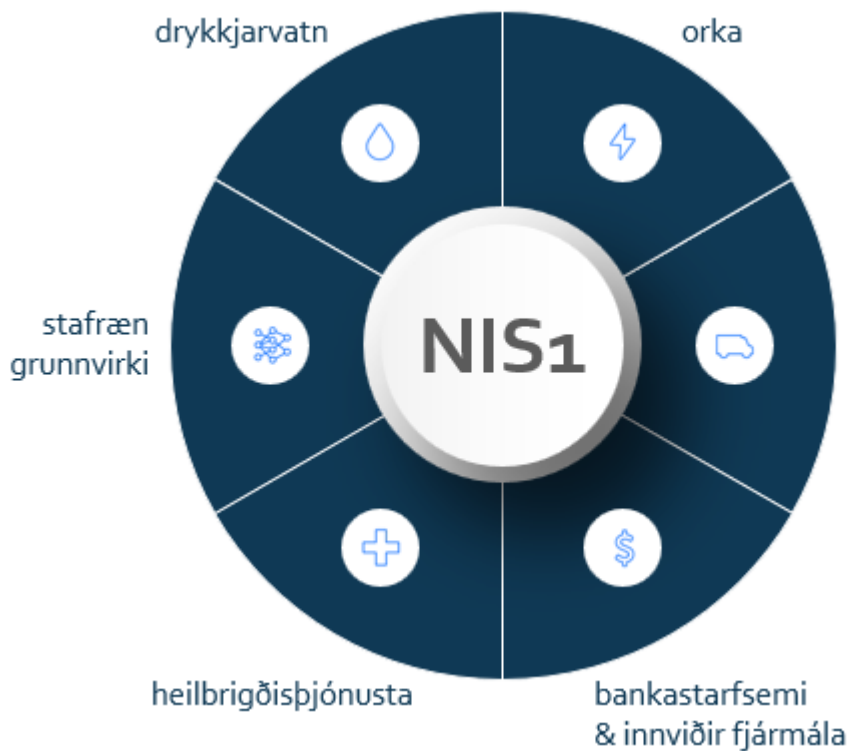 drykkjarvatn
orka
stafræn
grunnvirki
NIS1
heilbrigðisþjónusta
bankastarfsemi
& innviðir fjármála